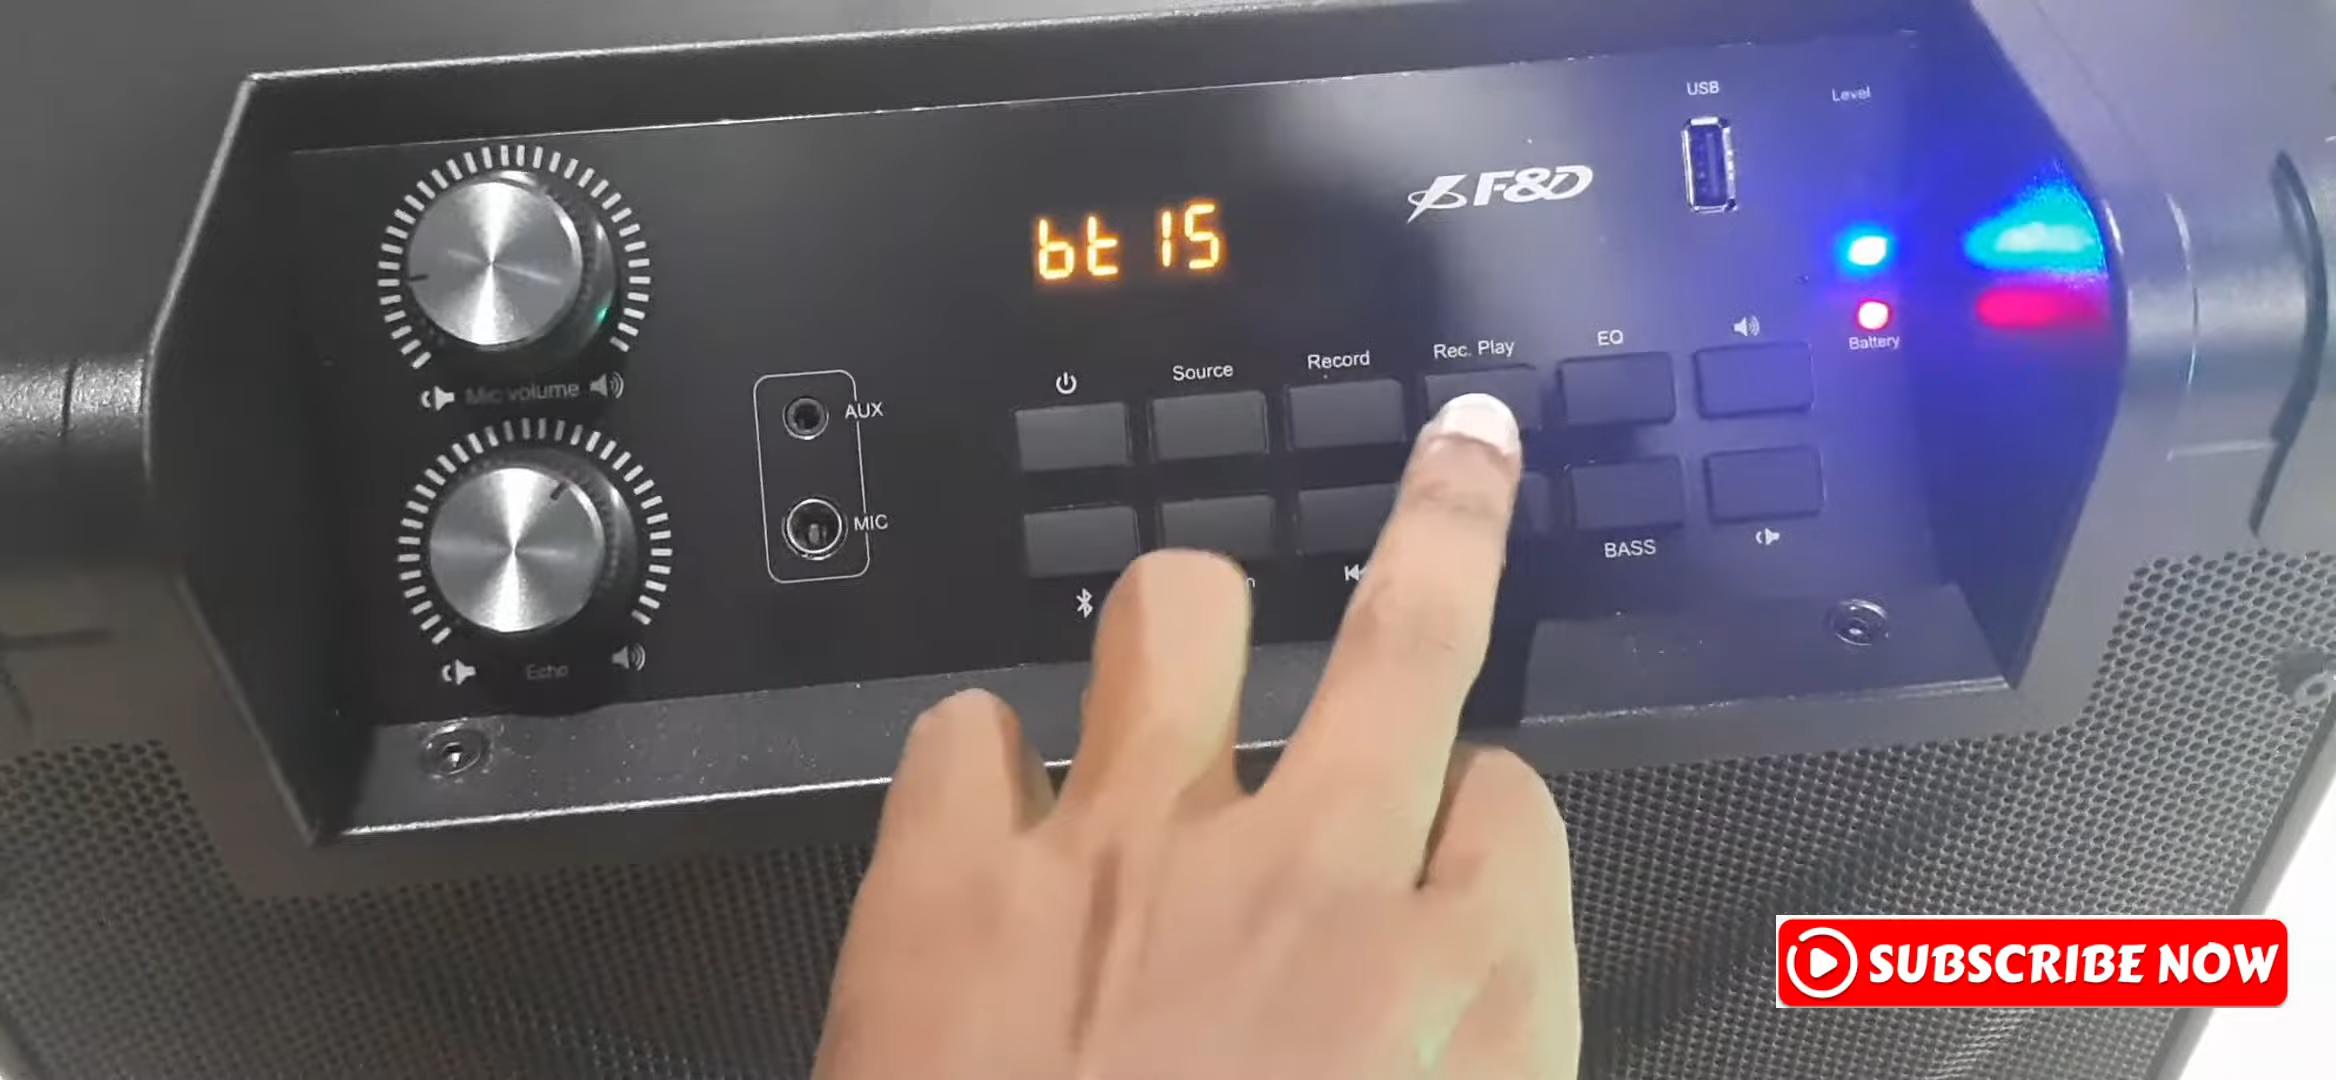 USB
Level
F&D
bt 15
Battery
Mic volume
AUX
MIC
Source
Record
Rec. Play
EQ
BASS
Echo
SUBSCRIBE NOW